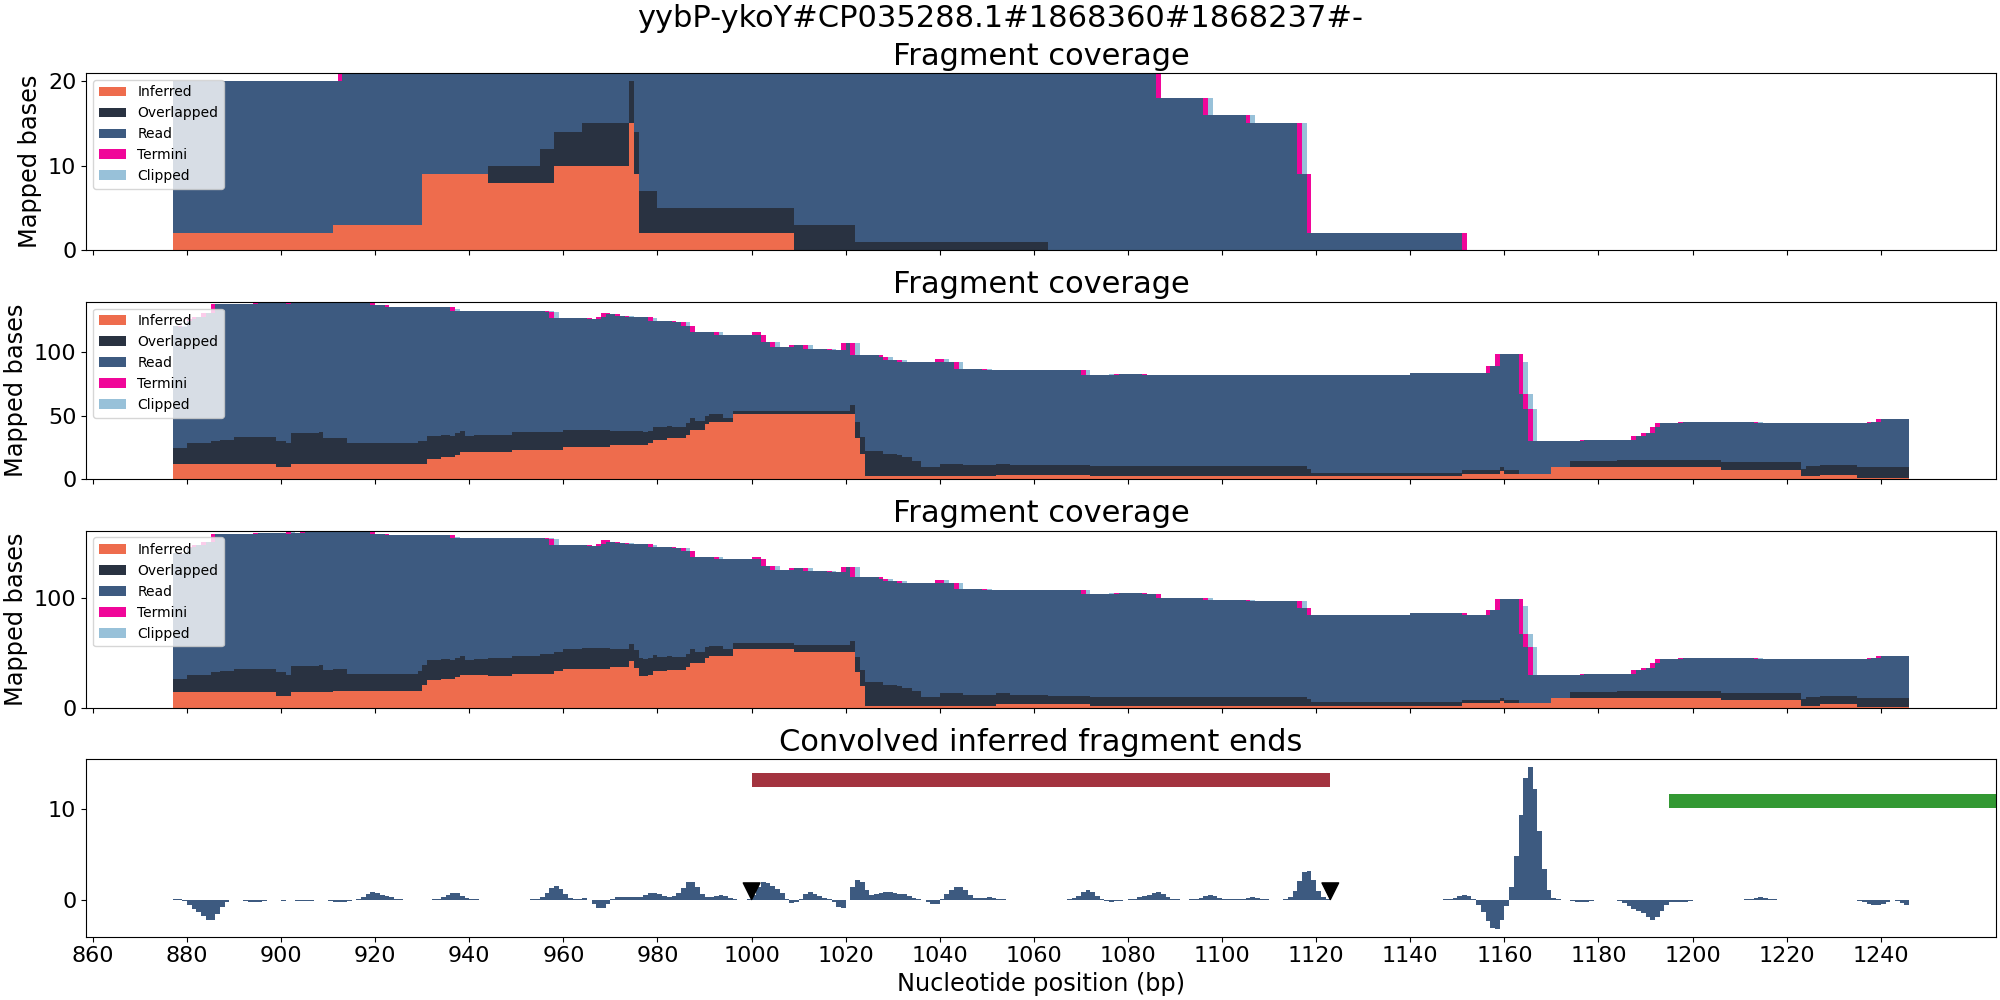 yybP-ykoY#CP035288.1#1868360#1868237#-
Fragment coverage
Mapped bases
20
10
0
Inferred
Overlapped
Read
Termini
Clipped
Fragment coverage
Mapped bases
100
50
0
Inferred
Overlapped
Read
Termini
Clipped
Fragment coverage
Mapped bases
100
0
Inferred
Overlapped
Read
Termini
Clipped
Convolved inferred fragment ends
10
0
860 880 900 920 940 960 980 1000 1020 1040 1060 1080 1100 1120 1140 1160 1180 1200 1220 1240
Nucleotide position (bp)